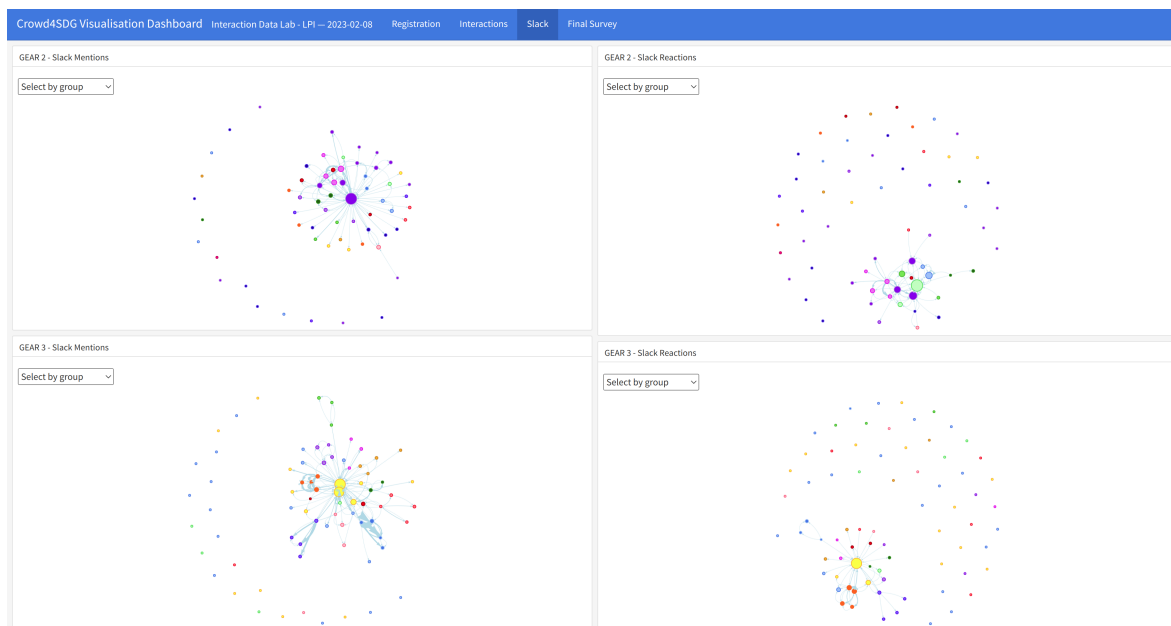 Crowd4SDG Visualisation Dashboard Interaction Data Lab - LPI — 2023-02-08 Registration Interactions Slack Final Survey
GEAR 2 - Slack Mentions
Select by group
GEAR 2 - Slack Reactions
Select by group
GEAR 3 - Slack Mentions
Select by group
GEAR 3 - Slack Reactions
Select by group